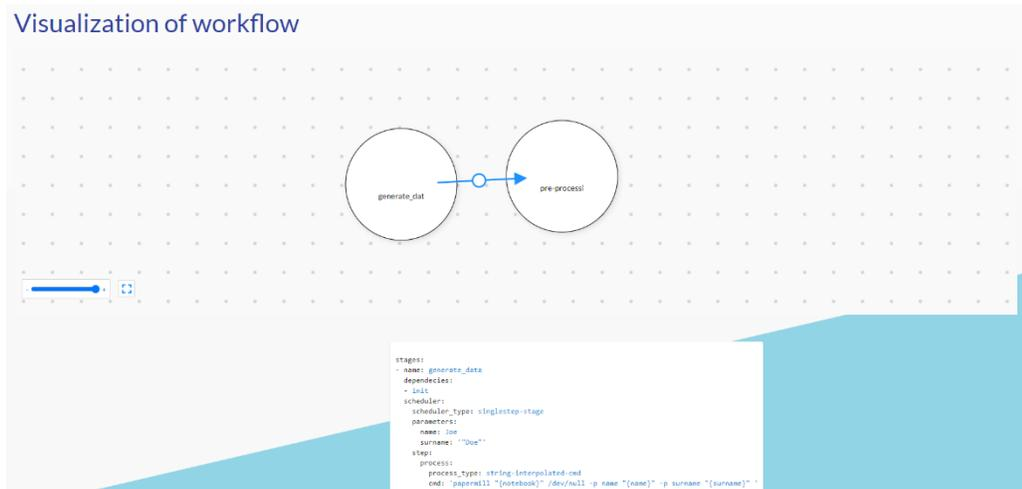 Visualization of workflow
generate_dat
pre-processi
- +
stages:
- name: generate_data
dependecies:
- init
scheduler:
scheduler_type: singlestep-stage
parameters:
name: Joe
surname: '"Doe"'
step:
process:
process_type: string-interpolated-cmd
cmd: 'papermill "{notebook}" /dev/null -p name "{name}" -p surname "{surname}" '